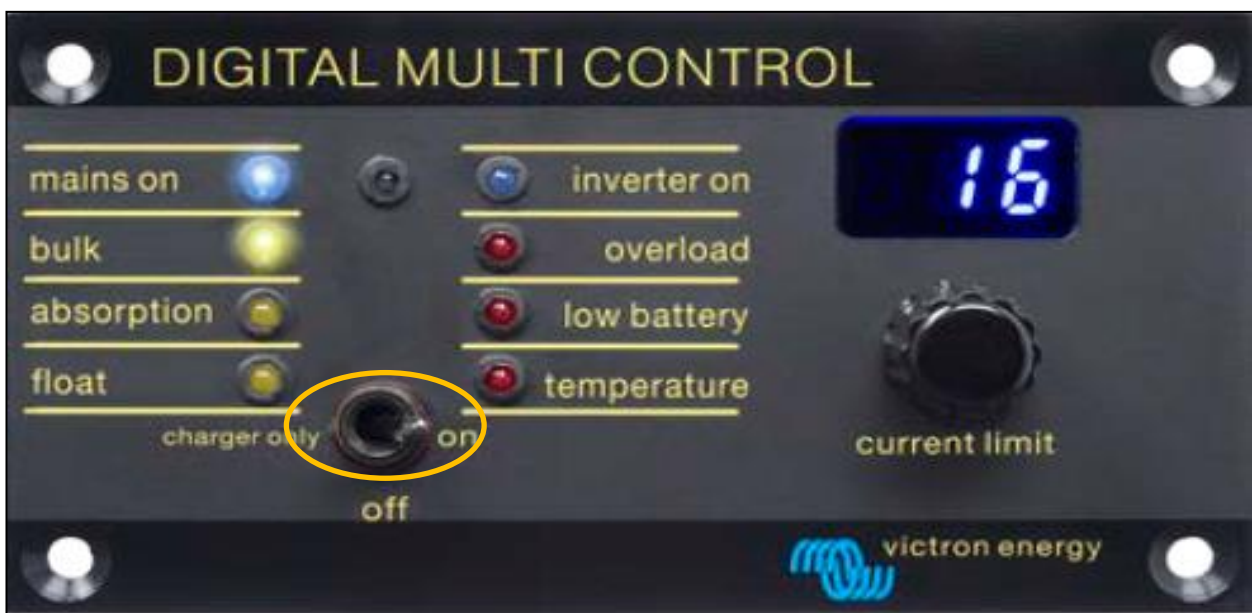 DIGITAL MULTI CONTROL
mains on
bulk
absorption
float
inverter on
overload
low battery
temperature
charger only
on
off
16
current limit
victron energy